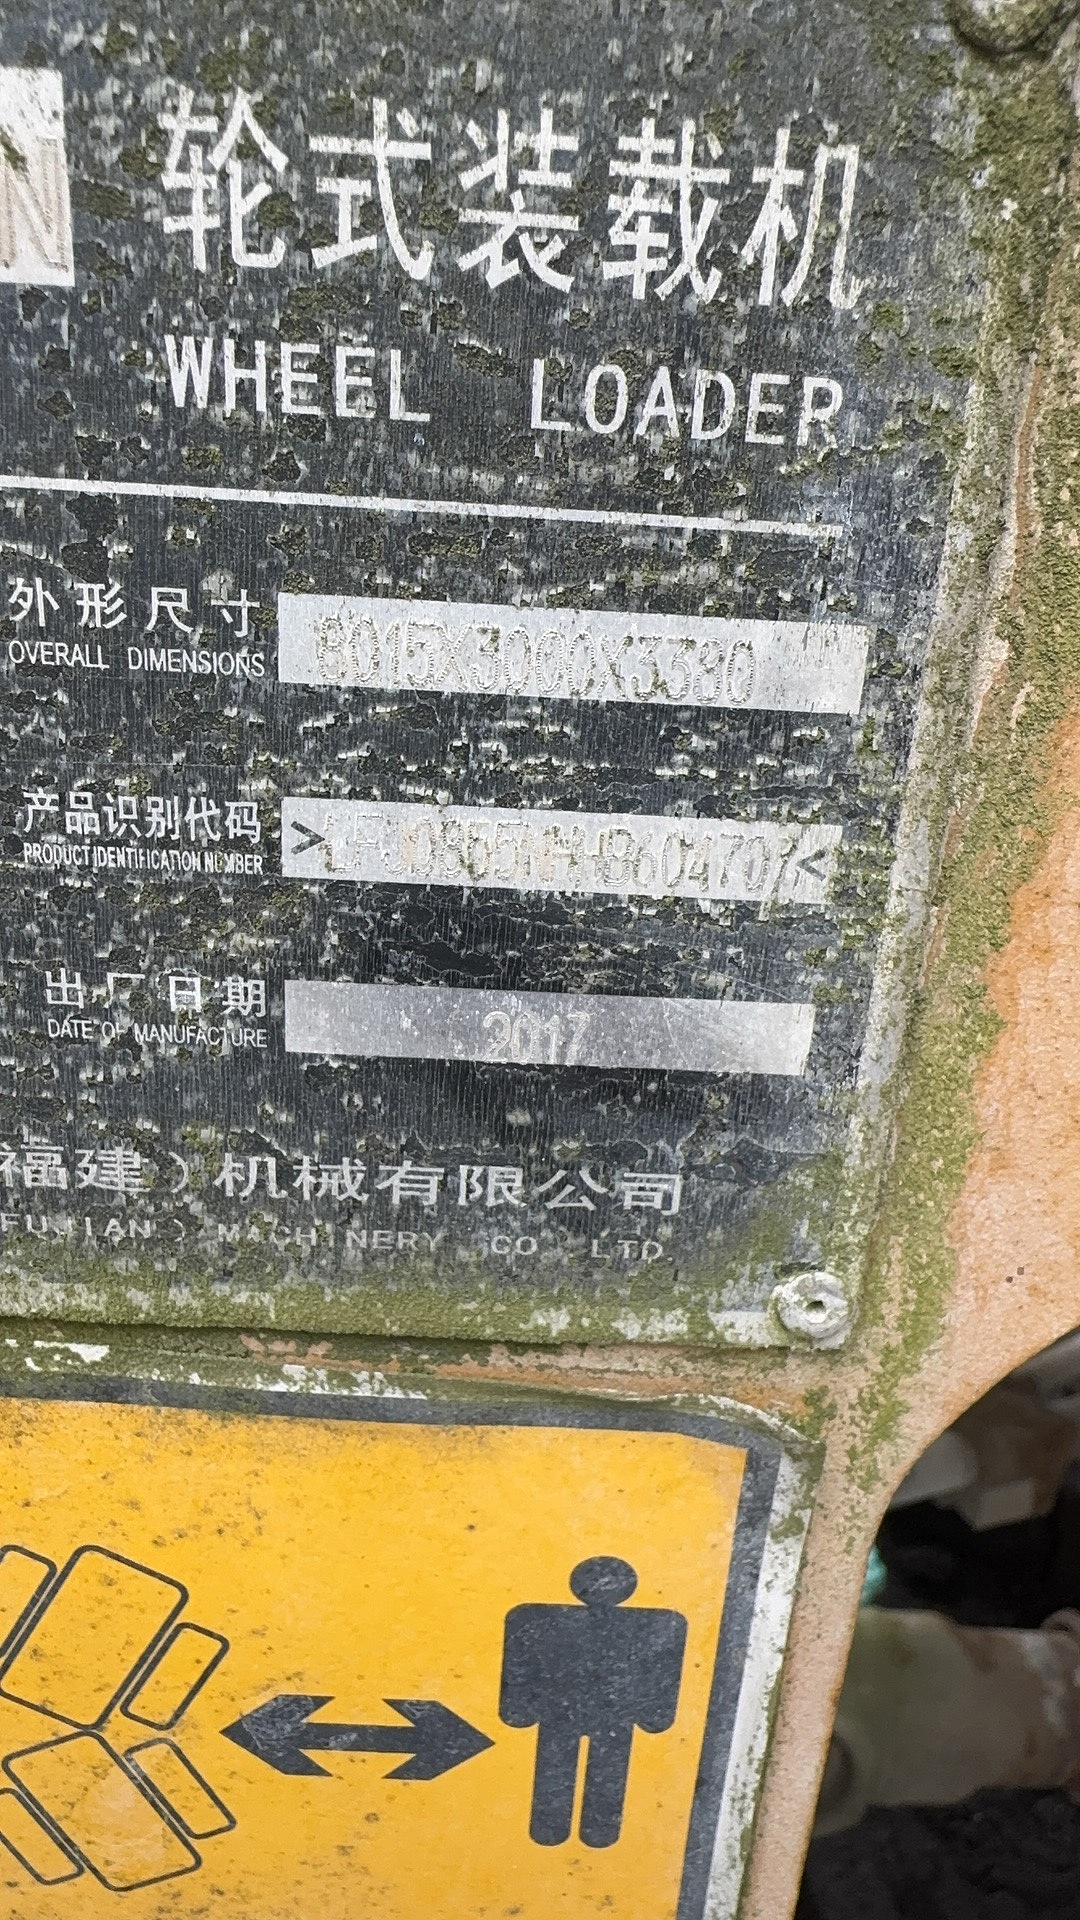 N 轮式装载机
WHEEL LOADER
外形尺寸 8015X3000X3380
OVERALL DIMENSIONS
产品识别代码
PRODUCT IDENTIFICATION NUMBER
出厂日期 2017
DATE OF MANUFACTURE
福建）机械有限公司
FUJIAN ) MACHINERY CO LTD.